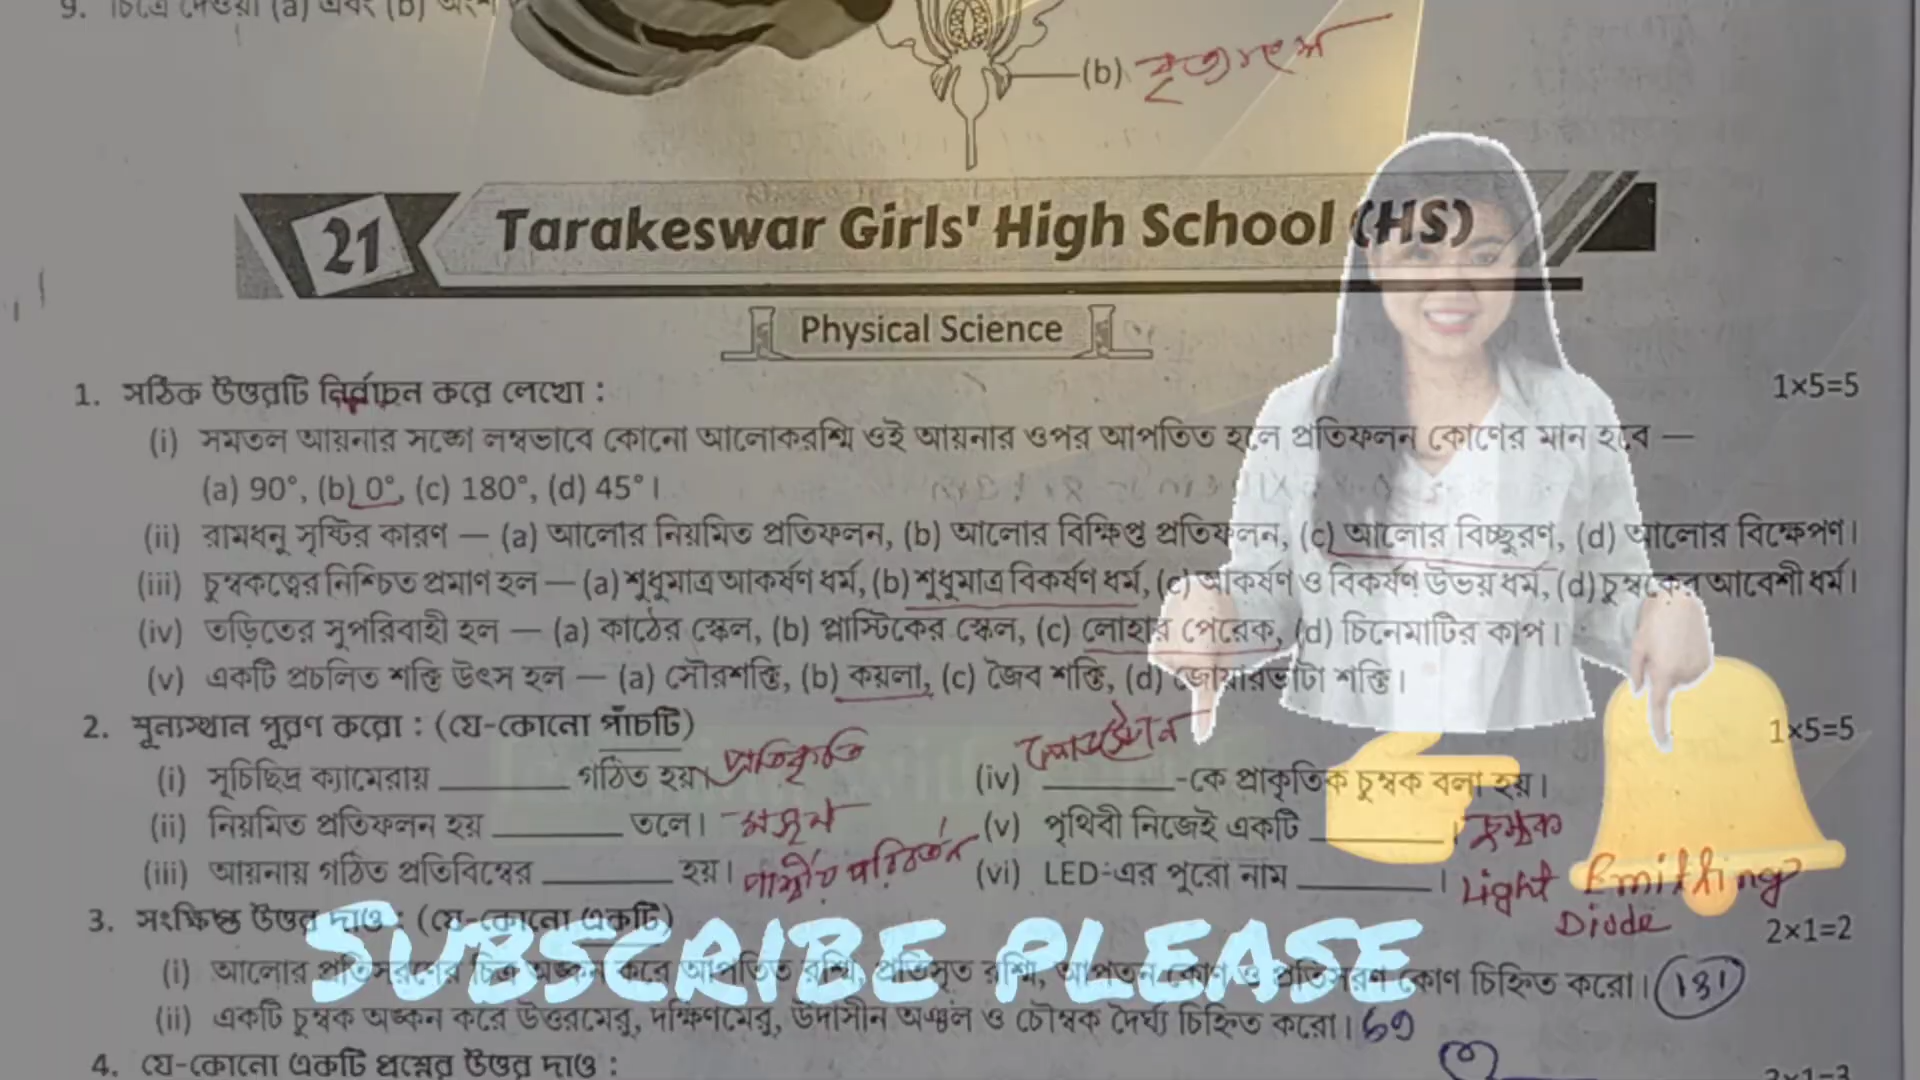 9. চিত্রে দেওয়া (a) এবং (b) অংশ
(b) বৃত্যংশ
21 Tarakeswar Girls' High School (HS)
Physical Science
1. সঠিক উত্তরটি নির্বাচন করে লেখো : 1×5=5
(i) সমতল আয়নার সঙ্গে লম্বভাবে কোনো আলোকরশ্মি ওই আয়নার ওপর আপতিত হলে প্রতিফলন কোণের মান হবে —
(a) 90°, (b) 0°, (c) 180°, (d) 45°।
(ii) রামধনু সৃষ্টির কারণ — (a) আলোর নিয়মিত প্রতিফলন, (b) আলোর বিক্ষিপ্ত প্রতিফলন, (c) আলোর বিচ্ছুরণ, (d) আলোর বিক্ষেপণ।
(iii) চুম্বকত্বের নিশ্চিত প্রমাণ হল — (a) শুধুমাত্র আকর্ষণ ধর্ম, (b) শুধুমাত্র বিকর্ষণ ধর্ম, (c) আকর্ষণ ও বিকর্ষণ উভয় ধর্ম, (d) চুম্বকের আবেশী ধর্ম।
(iv) তড়িতের সুপরিবাহী হল — (a) কাঠের স্কেল, (b) প্লাস্টিকের স্কেল, (c) লোহার পেরেক, (d) চিনেমাটির কাপ।
(v) একটি প্রচলিত শক্তি উৎস হল — (a) সৌরশক্তি, (b) কয়লা, (c) জৈব শক্তি, (d) জোয়ারভাটা শক্তি।
2. শূন্যস্থান পূরণ করো : (যে-কোনো পাঁচটি) 1×5=5
(i) সূচিছিদ্র ক্যামেরায় ________ গঠিত হয়। প্রতিকৃতি
(iv) ________-কে প্রাকৃতিক চুম্বক বলা হয়। লোডস্টোন
(ii) নিয়মিত প্রতিফলন হয় ________ তলে। মসৃন
(v) পৃথিবী নিজেই একটি ________। চুম্বক
(iii) আয়নায় গঠিত প্রতিবিম্বের ________ হয়। পার্শ্বীয় পরিবর্তন
(vi) LED-এর পুরো নাম ________। Light Emitting
Diode
3. সংক্ষিপ্ত উত্তর দাও : (যে-কোনো একটি) 2×1=2
SUBSCRIBE PLEASE
(i) আলোর প্রতিসরণের চিত্র অঙ্কন করে আপতিত রশ্মি, প্রতিসৃত রশ্মি, আপতন কোণ ও প্রতিসরণ কোণ চিহ্নিত করো। 131
(ii) একটি চুম্বক অঙ্কন করে উত্তরমেরু, দক্ষিণমেরু, উদাসীন অঞ্চল ও চৌম্বক দৈর্ঘ্য চিহ্নিত করো।
4. যে-কোনো একটি প্রশ্নের উত্তর দাও : 3×1=3